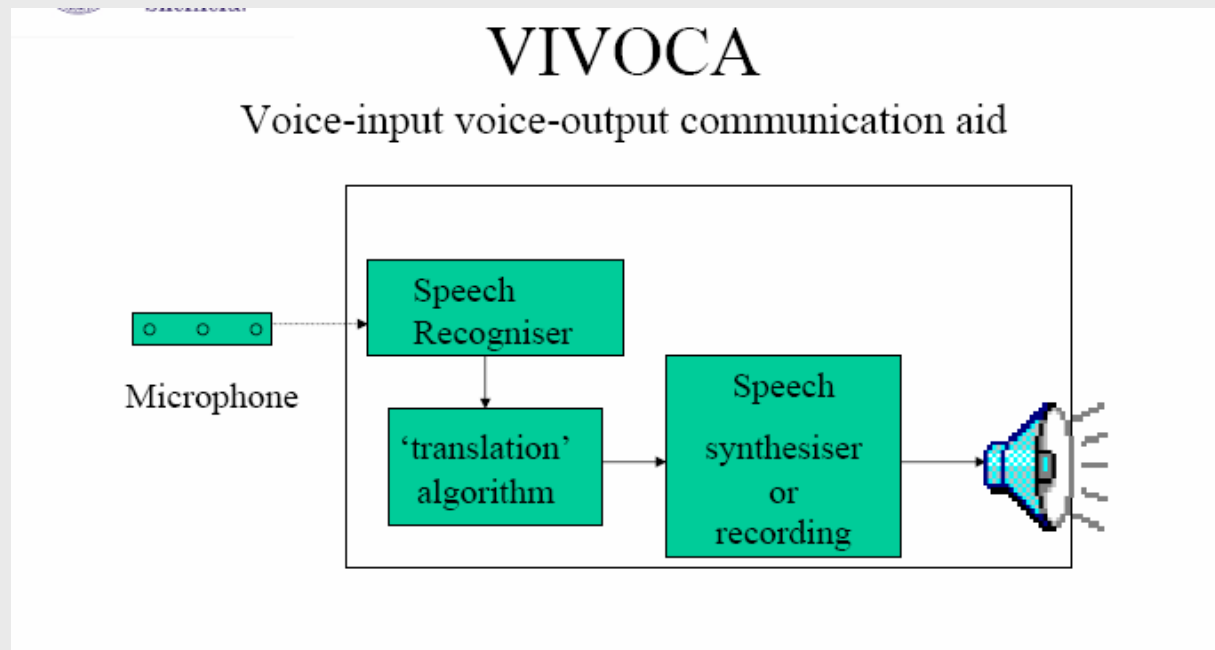 VIVOCA
Voice-input voice-output communication aid
Speech
Recogniser
Microphone
‘translation’
algorithm
Speech
synthesiser
or
recording